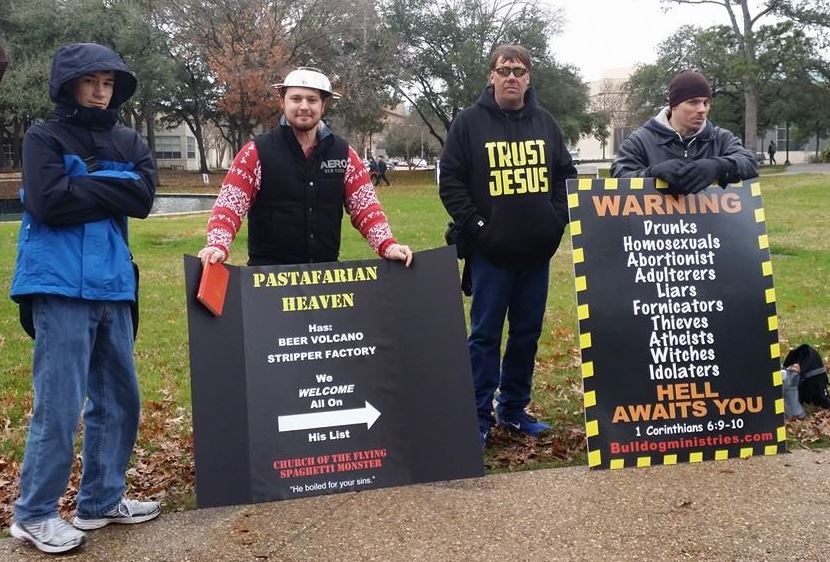 AERO
NEW YORK
PASTAFARIAN
HEAVEN
Has:
BEER VOLCANO
STRIPPER FACTORY
We
WELCOME
All On
His List
CHURCH OF THE FLYING
SPAGHETTI MONSTER
"He boiled for your sins."
TRUST
JESUS
WARNING
Drunks
Homosexuals
Abortionist
Adulterers
Liars
Fornicators
Thieves
Atheists
Witches
Idolaters
HELL
AWAITS YOU
1 Corinthians 6:9-10
Bulldogministries.com